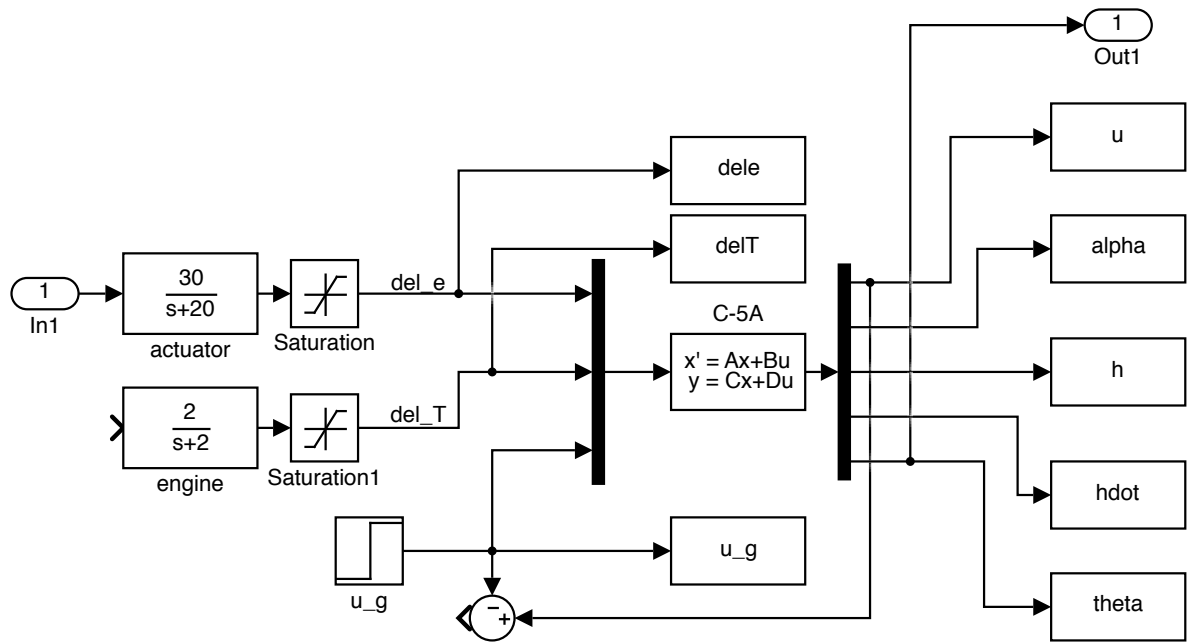 1
Out1
u
dele
alpha
delT
1
In1
30
s+20
actuator
Saturation
del_e
C-5A
x' = Ax+Bu
y = Cx+Du
h
2
s+2
engine
Saturation1
del_T
hdot
u_g
u_g
−
+
theta